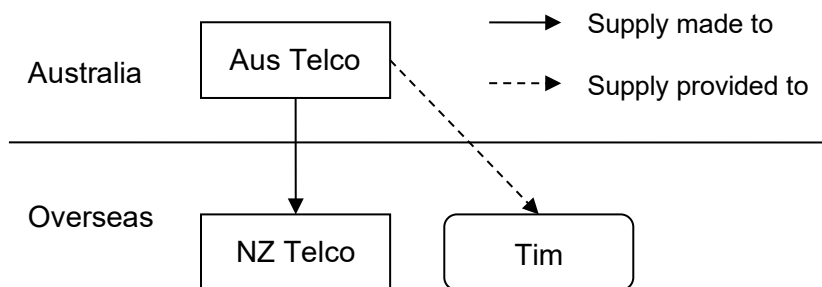 Supply made to
Aus Telco
Australia
Supply provided to
Overseas
NZ Telco
Tim